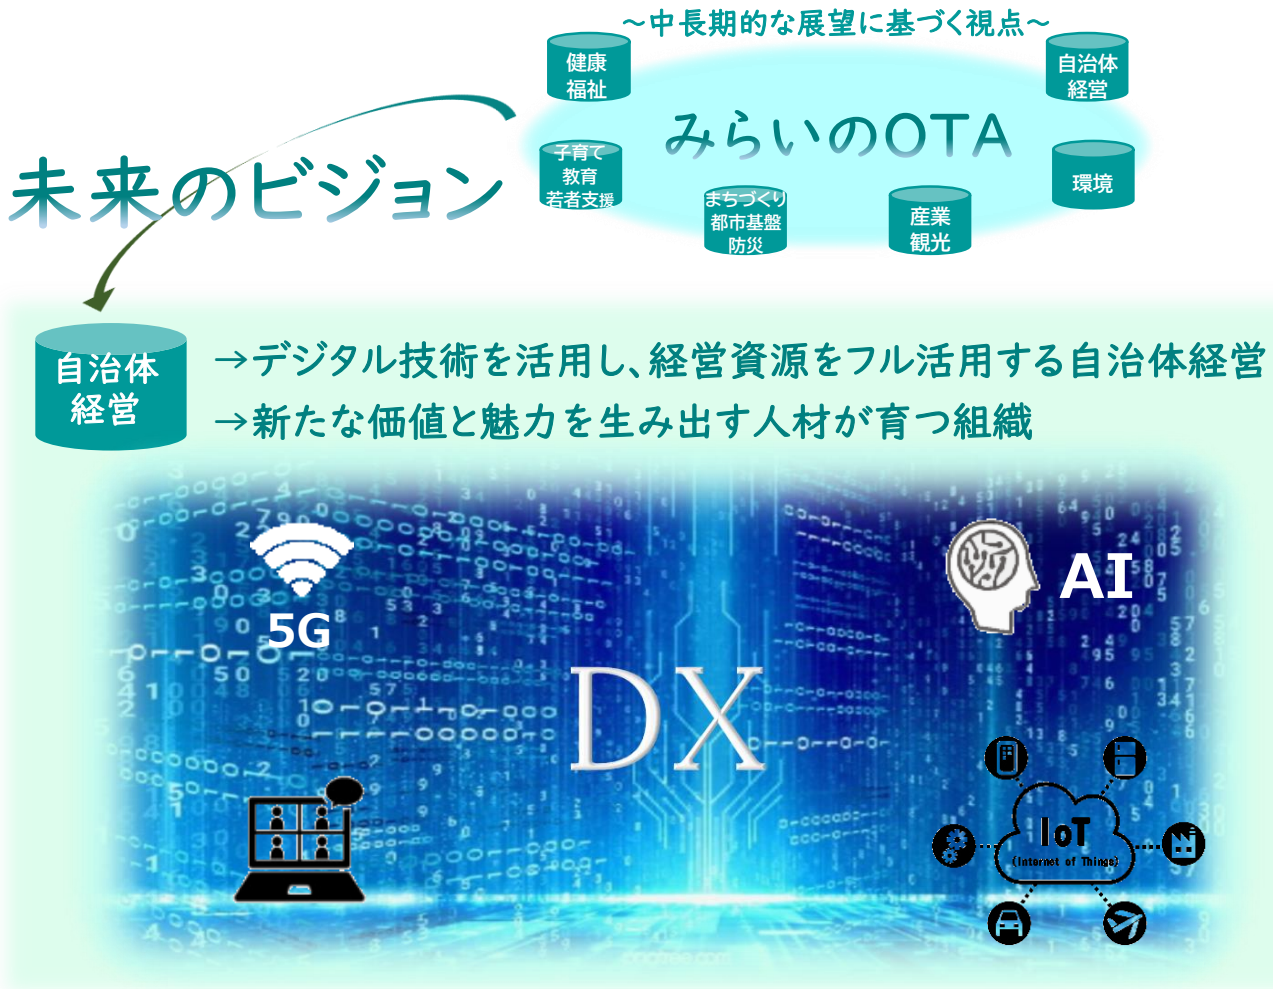 ～中長期的な展望に基づく視点～
みらいのOTA
健康
福祉
子育て
教育
若者支援
まちづくり
都市基盤
防災
産業
観光
環境
自治体
経営
未来のビジョン
自治体
経営
→デジタル技術を活用し、経営資源をフル活用する自治体経営
→新たな価値と魅力を生み出す人材が育つ組織
5G
AI
DX
IoT
(Internet of Things)